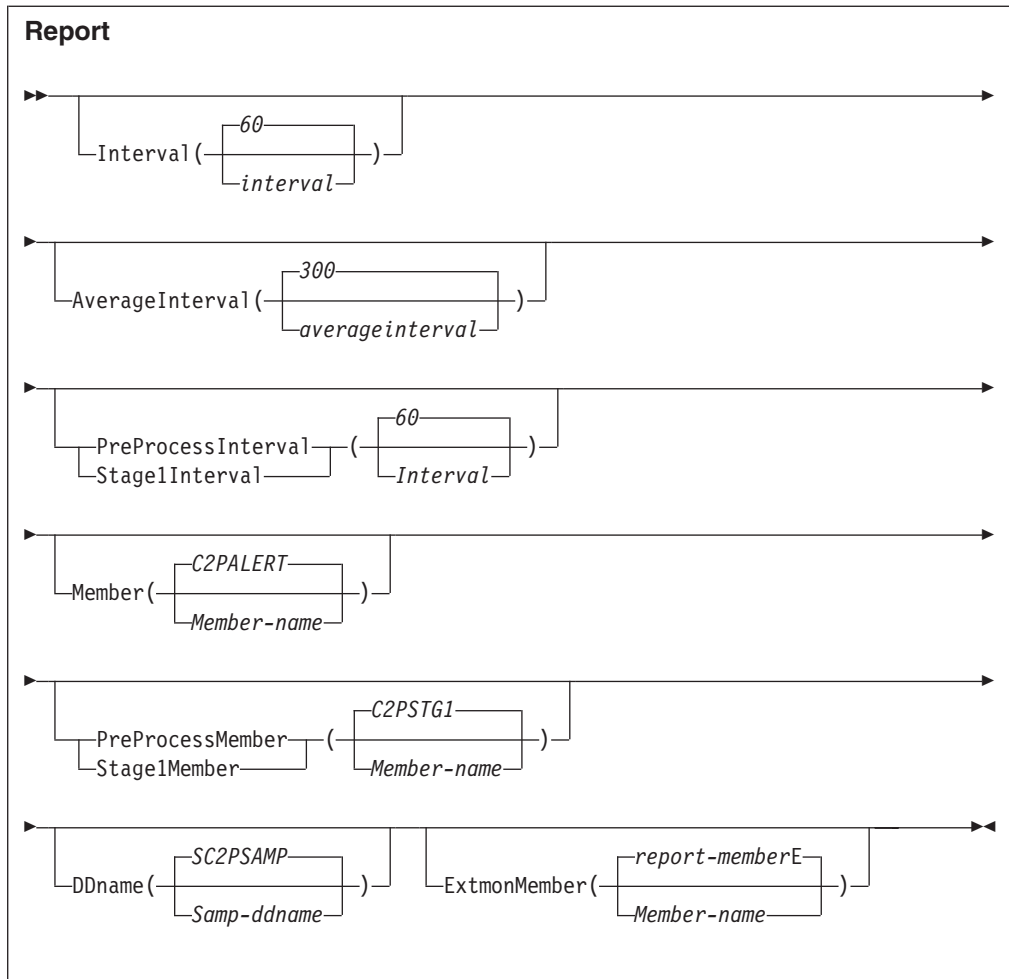 Report
60
Interval( )
interval
300
AverageInterval( )
averageinterval
60
PreProcessInterval ( )
Stage1Interval Interval
C2PALERT
Member( )
Member-name
C2PSTG1
PreProcessMember ( )
Stage1Member Member-name
SC2PSAMP report-memberE
DDname( ) ExtmonMember( )
Samp-ddname Member-name